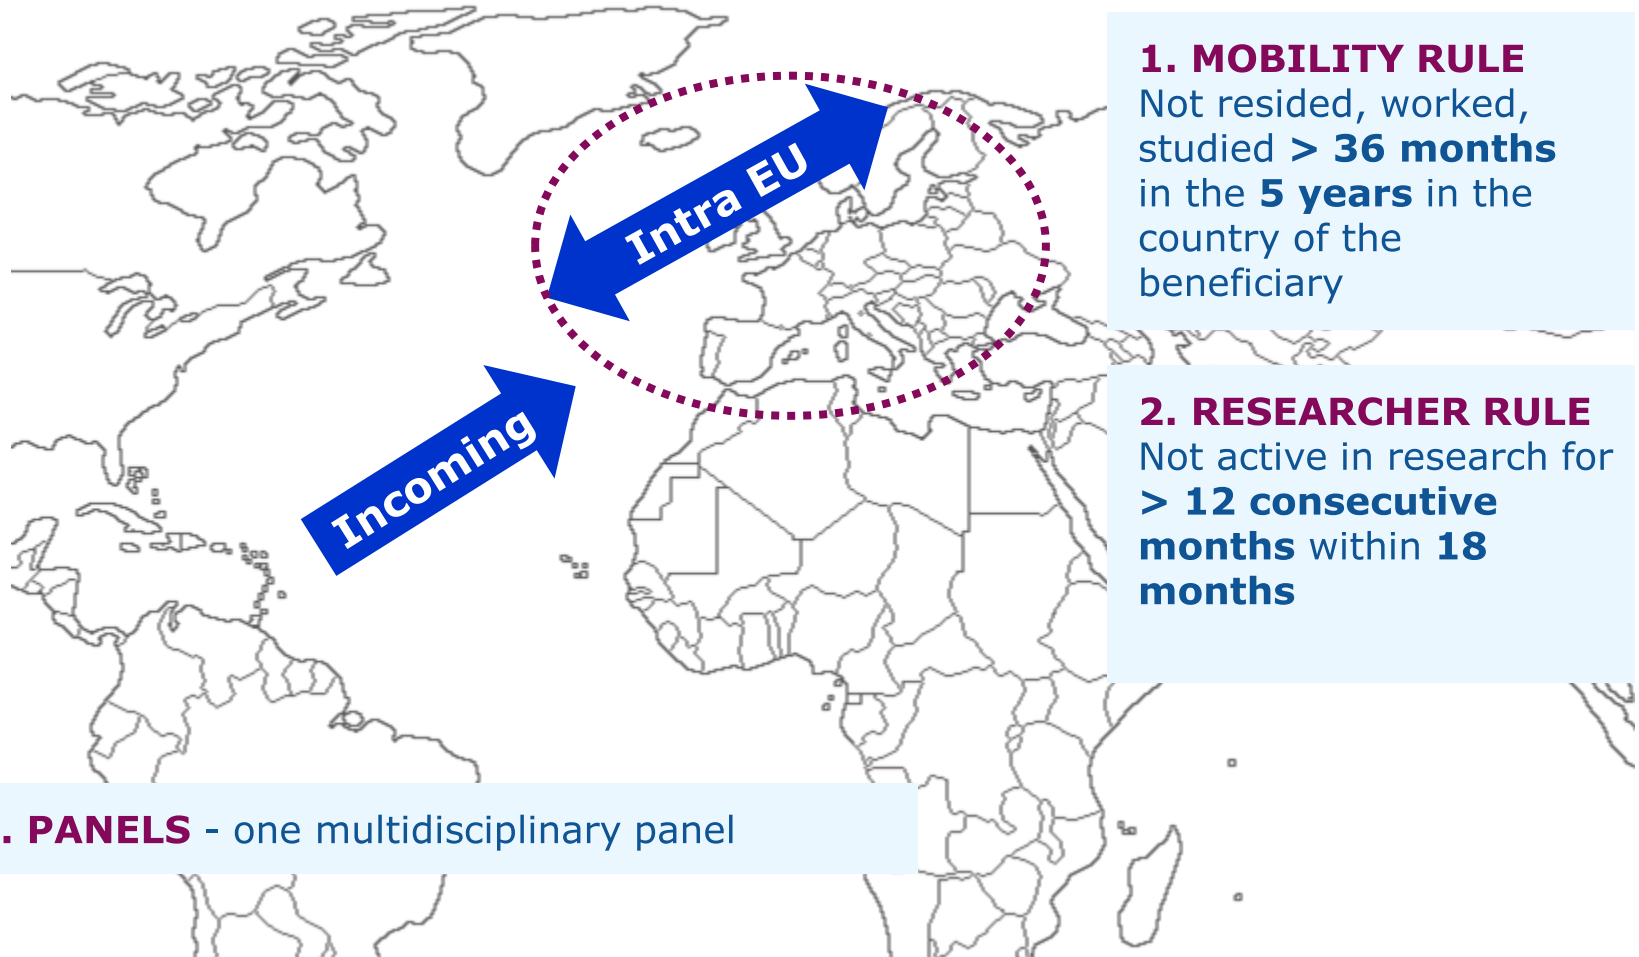 1. MOBILITY RULE
Not resided, worked,
studied > 36 months
in the 5 years in the
country of the
beneficiary
Intra EU
Incoming
2. RESEARCHER RULE
Not active in research for
> 12 consecutive
months within 18
months
. PANELS - one multidisciplinary panel